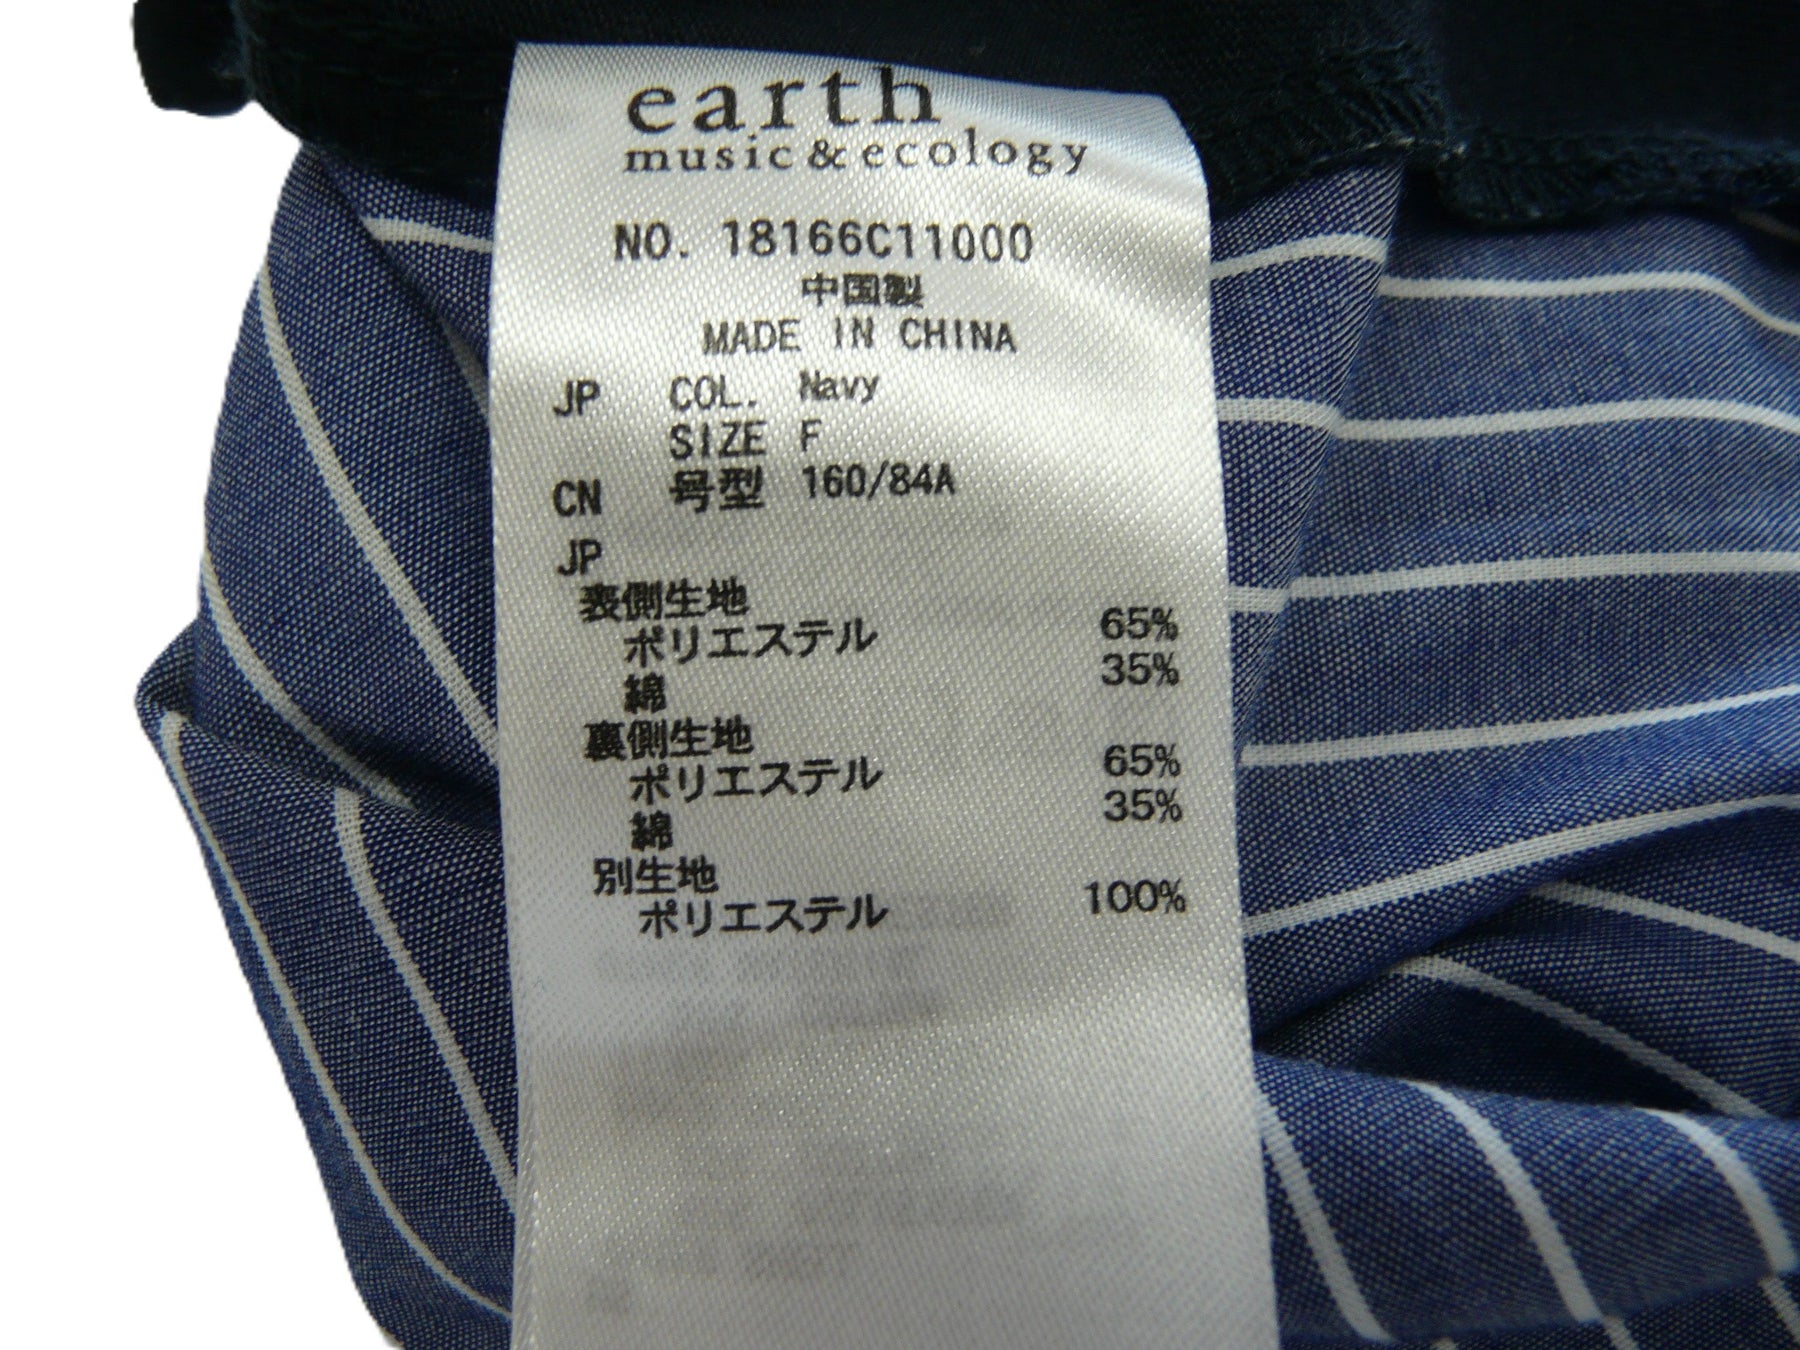 earth
music & ecology
NO. 18166C11000
中国製
MADE IN CHINA
JP COL. Navy
SIZE F
CN 号型 160/84A
JP
表側生地
ポリエステル 65%
綿 35%
裏側生地
ポリエステル 65%
綿 35%
別生地
ポリエステル 100%